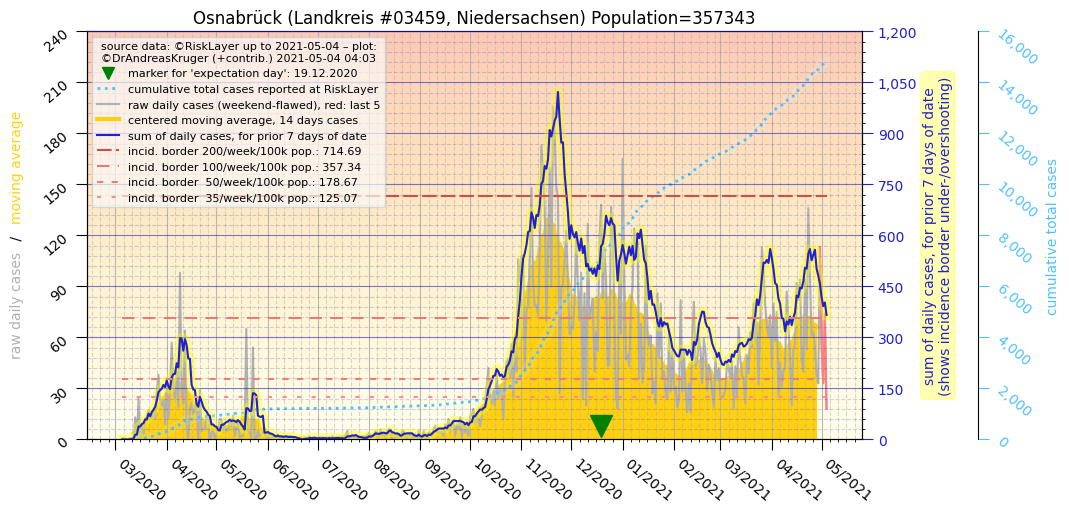 Osnabrück (Landkreis #03459, Niedersachsen) Population=357343
source data: ©RiskLayer up to 2021-05-04 – plot:
©DrAndreasKruger (+contrib.) 2021-05-04 04:03
marker for 'expectation day': 19.12.2020
cumulative total cases reported at RiskLayer
raw daily cases (weekend-flawed), red: last 5
centered moving average, 14 days cases
sum of daily cases, for prior 7 days of date
incid. border 200/week/100k pop.: 714.69
incid. border 100/week/100k pop.: 357.34
incid. border  50/week/100k pop.: 178.67
incid. border  35/week/100k pop.: 125.07
raw daily cases / moving average
240
210
180
150
120
90
60
30
0
03/2020
04/2020
05/2020
06/2020
07/2020
08/2020
09/2020
10/2020
11/2020
12/2020
01/2021
02/2021
03/2021
04/2021
05/2021
1,200
1,050
900
750
600
450
300
150
0
sum of daily cases, for prior 7 days of date
(shows incidence border under-/overshooting)
16,000
14,000
12,000
10,000
8,000
6,000
4,000
2,000
0
cumulative total cases